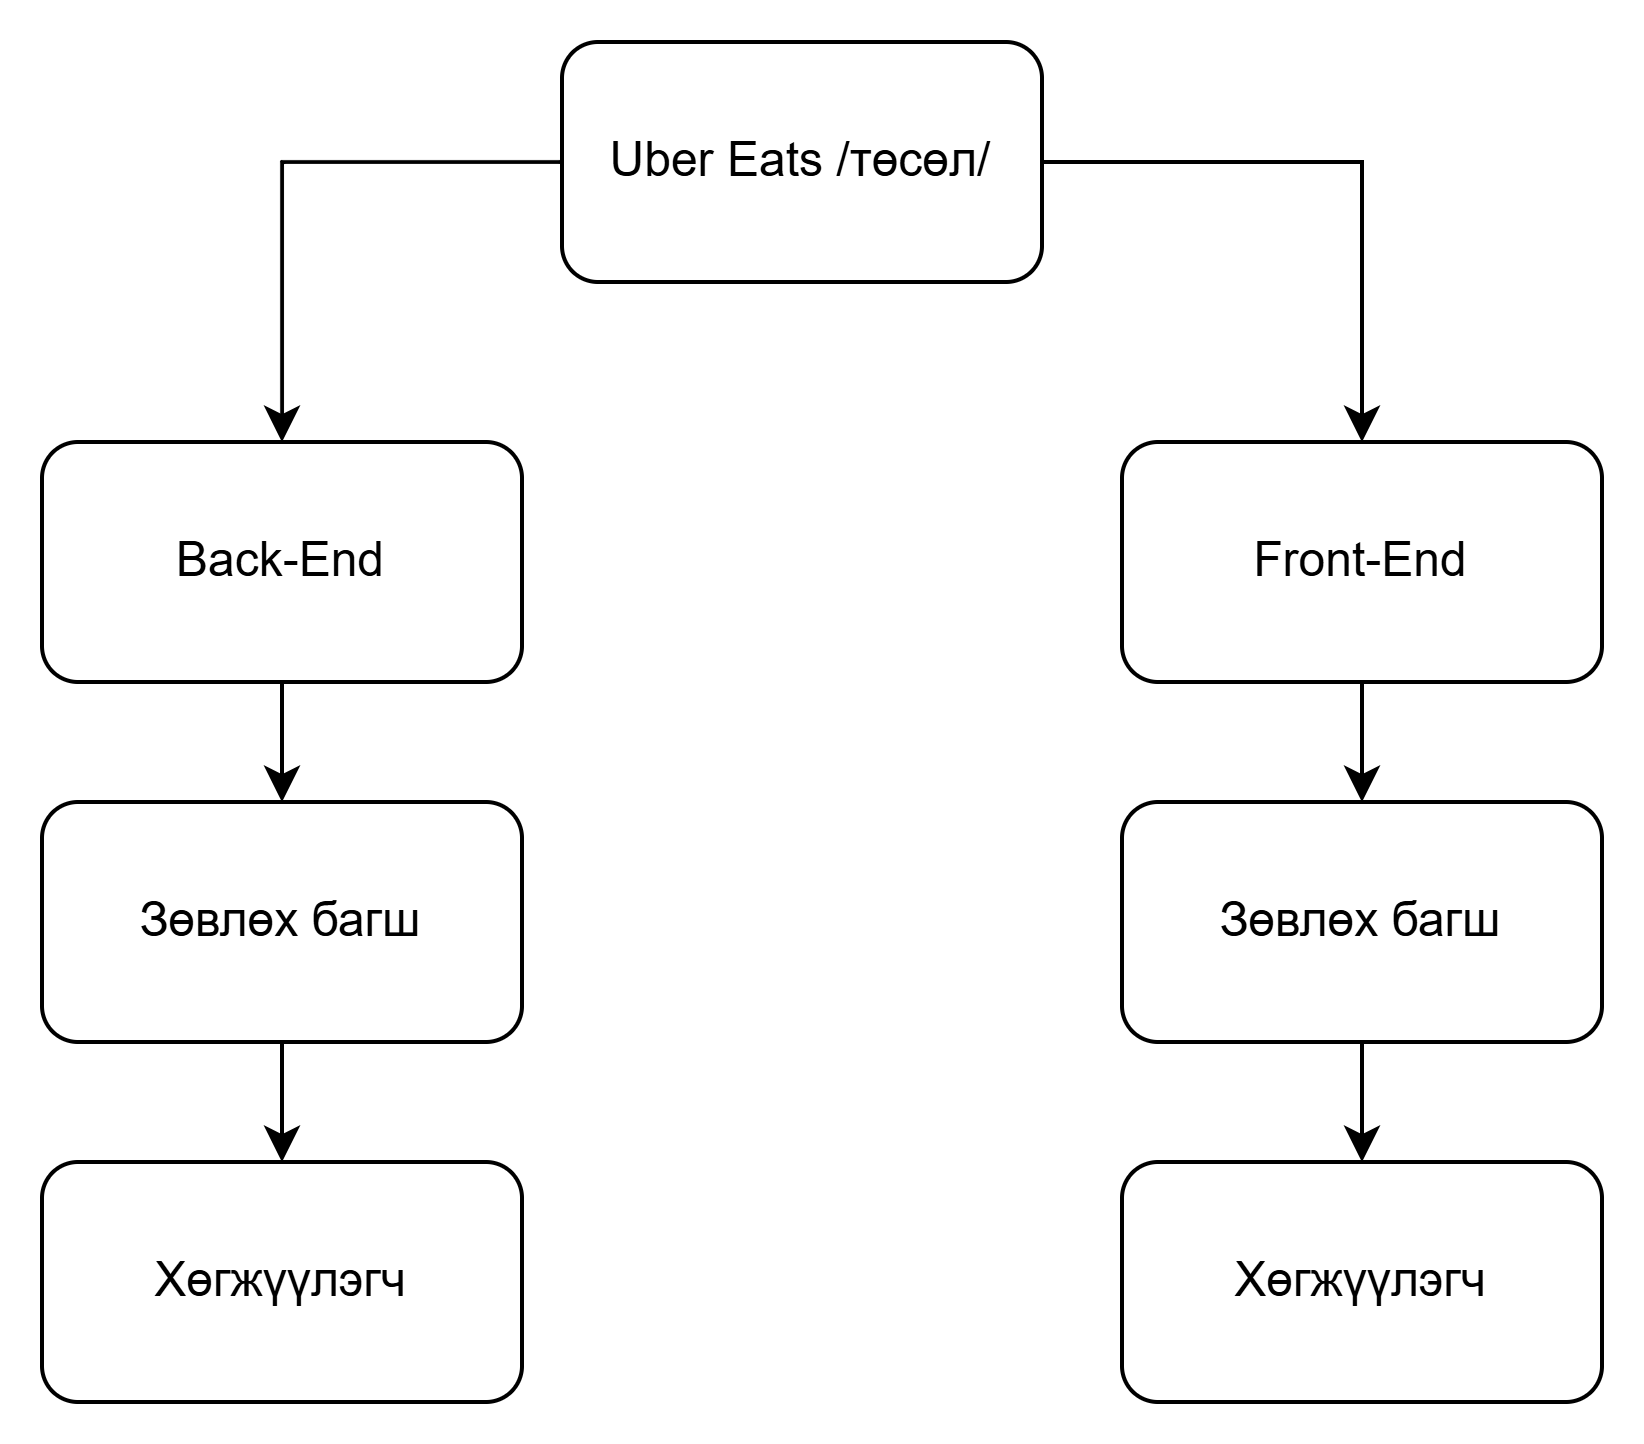 Uber Eats /төсөл/
Back-End
Front-End
Зөвлөх багш
Зөвлөх багш
Хөгжүүлэгч
Хөгжүүлэгч